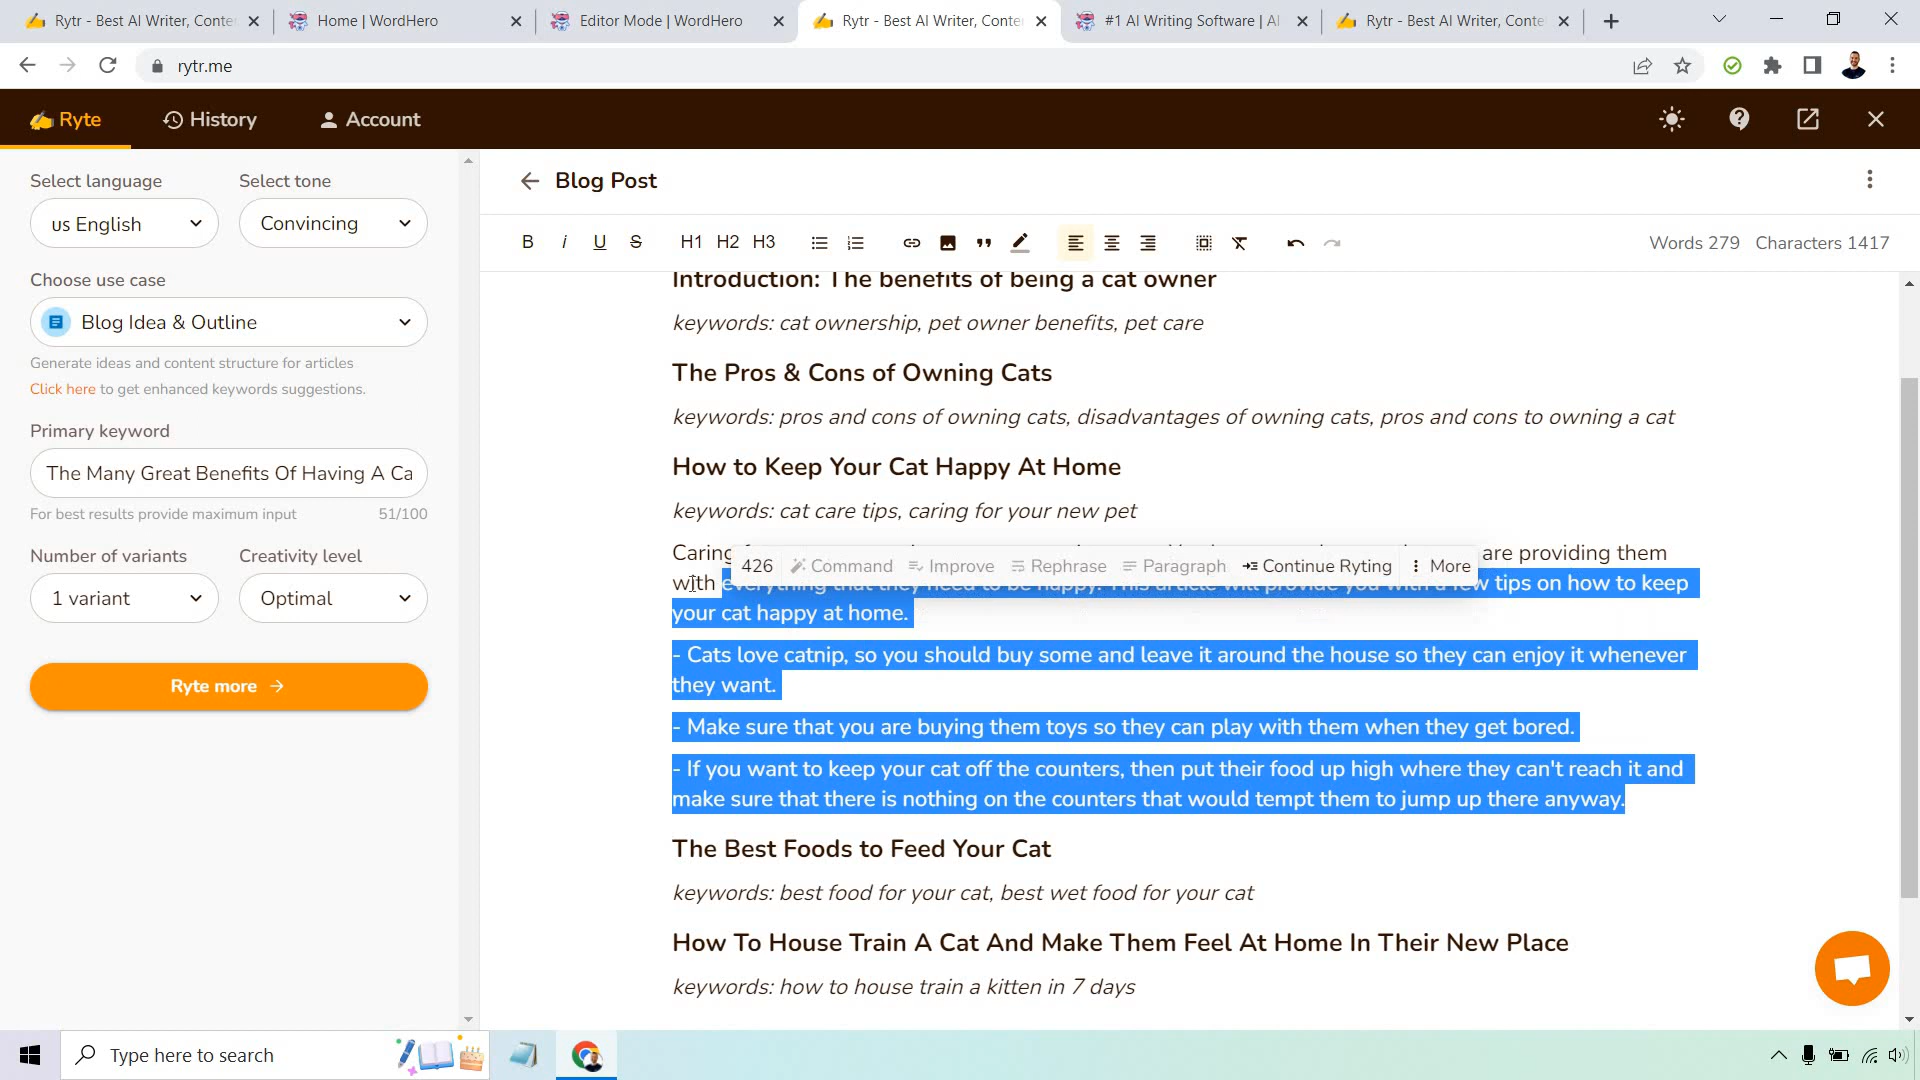 Rytr - Best AI Writer, Conte
Home | WordHero
Editor Mode | WordHero
Rytr - Best AI Writer, Conte
#1 AI Writing Software | AI
Rytr - Best AI Writer, Conte
rytr.me
Ryte
History
Account
Select language
Select tone
us English
Convincing
Choose use case
Blog Idea & Outline
Generate ideas and content structure for articles
Click here to get enhanced keywords suggestions.
Primary keyword
The Many Great Benefits Of Having A Ca
For best results provide maximum input
51/100
Number of variants
Creativity level
1 variant
Optimal
Ryte more →
Blog Post
B i U S H1 H2 H3
Words 279 Characters 1417
Introduction: The benefits of being a cat owner
keywords: cat ownership, pet owner benefits, pet care
The Pros & Cons of Owning Cats
keywords: pros and cons of owning cats, disadvantages of owning cats, pros and cons to owning a cat
How to Keep Your Cat Happy At Home
keywords: cat care tips, caring for your new pet
Caring are providing them
426 Command Improve Rephrase Paragraph Continue Ryting More
with everything that they need to be happy. This article will provide you with a few tips on how to keep
your cat happy at home.
- Cats love catnip, so you should buy some and leave it around the house so they can enjoy it whenever
they want.
- Make sure that you are buying them toys so they can play with them when they get bored.
- If you want to keep your cat off the counters, then put their food up high where they can't reach it and
make sure that there is nothing on the counters that would tempt them to jump up there anyway.
The Best Foods to Feed Your Cat
keywords: best food for your cat, best wet food for your cat
How To House Train A Cat And Make Them Feel At Home In Their New Place
keywords: how to house train a kitten in 7 days
Type here to search